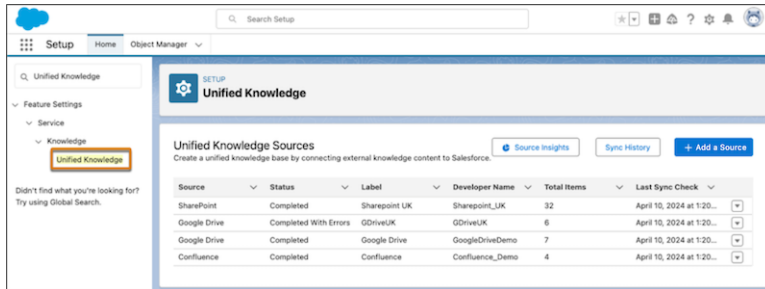 Search Setup
Setup Home Object Manager
Unified Knowledge
Feature Settings
Service
Knowledge
Unified Knowledge
Didn't find what you're looking for?
Try using Global Search.
SETUP
Unified Knowledge
Unified Knowledge Sources
Create a unified knowledge base by connecting external knowledge content to Salesforce.
Source Insights Sync History + Add a Source
Source Status Label Developer Name Total Items Last Sync Check
SharePoint Completed Sharepoint UK Sharepoint_UK 32 April 10, 2024 at 1:20...
Google Drive Completed With Errors GDriveUK GDriveUK 6 April 10, 2024 at 1:20...
Google Drive Completed Google Drive GoogleDriveDemo 7 April 10, 2024 at 1:20...
Confluence Completed Confluence Confluence_Demo 4 April 10, 2024 at 1:20...